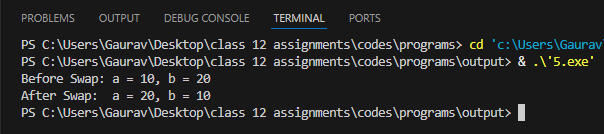 PROBLEMS OUTPUT DEBUG CONSOLE TERMINAL PORTS
PS C:\Users\Gaurav\Desktop\class 12 assignments\codes\programs> cd 'c:\Users\Gaurav\
PS C:\Users\Gaurav\Desktop\class 12 assignments\codes\programs\output> & .\'5.exe'
Before Swap: a = 10, b = 20
After Swap:  a = 20, b = 10
PS C:\Users\Gaurav\Desktop\class 12 assignments\codes\programs\output>